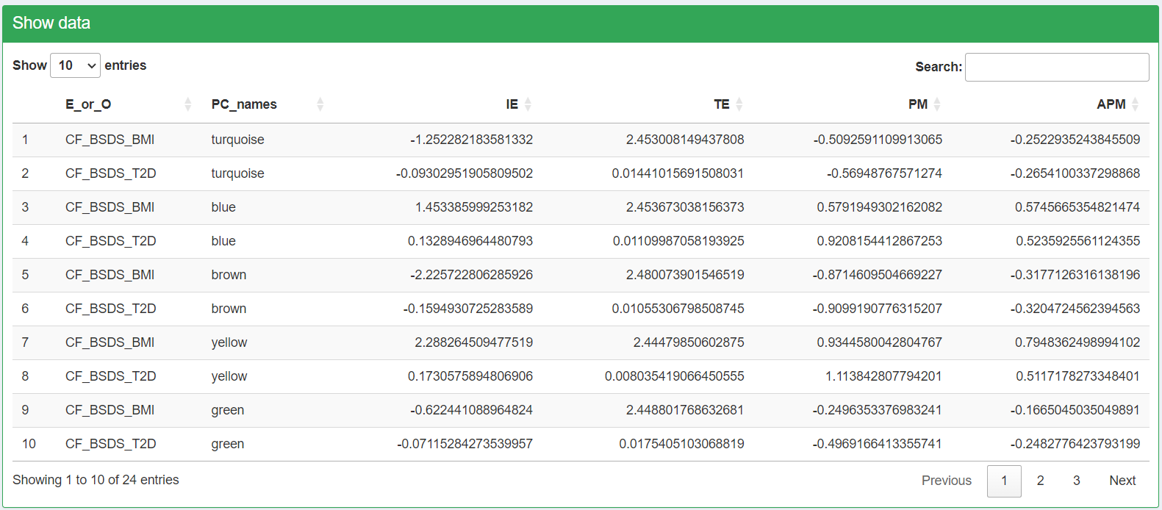 Show data
Show 10 entries Search:
E_or_O PC_names IE TE PM APM
1 CF_BSDS_BMI turquoise -1.252282183581332 2.453008149437808 -0.5092591109913065 -0.2522935243845509
2 CF_BSDS_T2D turquoise -0.09302951905809502 0.01441015691508031 -0.56948767571274 -0.2654100337298868
3 CF_BSDS_BMI blue 1.453385999253182 2.453673038156373 0.5791949302162082 0.5745665354821474
4 CF_BSDS_T2D blue 0.1328946964480793 0.01109987058193925 0.9208154412867253 0.5235925561124355
5 CF_BSDS_BMI brown -2.225722806285926 2.480073901546519 -0.8714609504669227 -0.3177126316138196
6 CF_BSDS_T2D brown -0.1594930725283589 0.01055306798508745 -0.9099190776315207 -0.3204724562394563
7 CF_BSDS_BMI yellow 2.288264509477519 2.44479850602875 0.9344580042804767 0.7948362498994102
8 CF_BSDS_T2D yellow 0.1730575894806906 0.008035419066450555 1.113842807794201 0.5117178273348401
9 CF_BSDS_BMI green -0.622441088964824 2.448801768632681 -0.2496353376983241 -0.1665045035049891
10 CF_BSDS_T2D green -0.07115284273539957 0.0175405103068819 -0.4969166413355741 -0.2482776423793199
Showing 1 to 10 of 24 entries Previous 1 2 3 Next